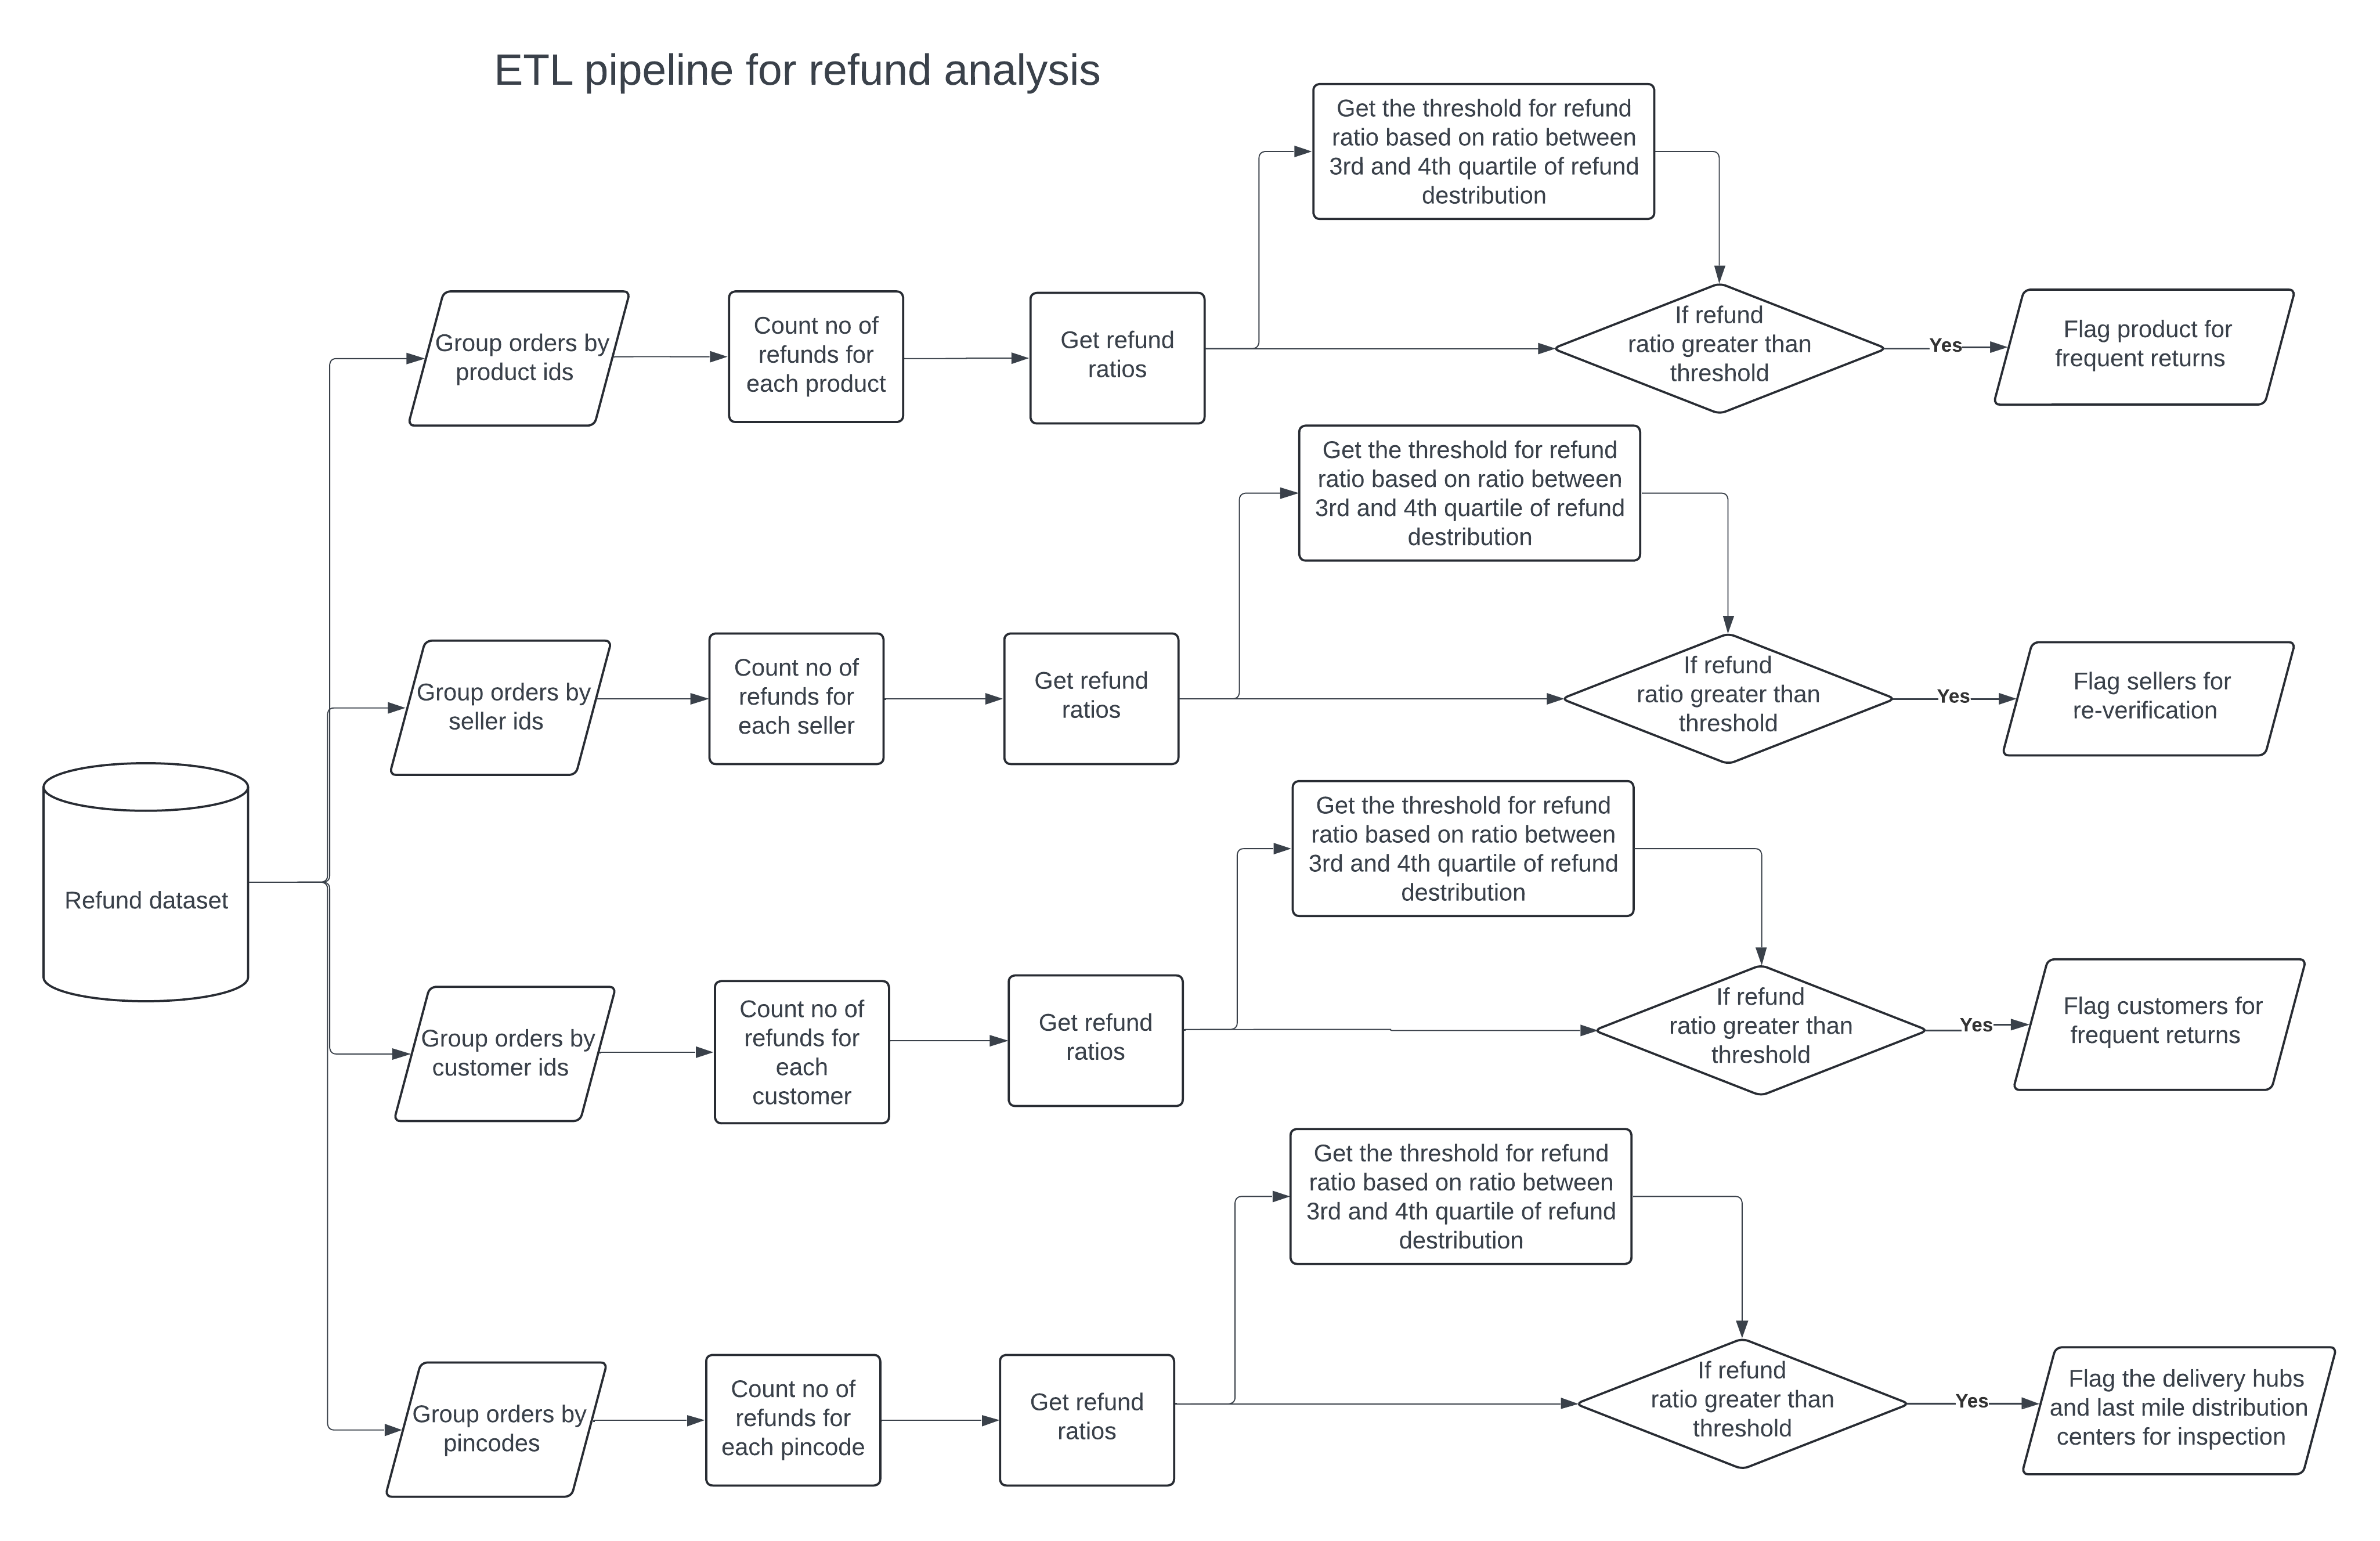 ETL pipeline for refund analysis
Get the threshold for refund
ratio based on ratio between
3rd and 4th quartile of refund
destribution
Group orders by
product ids
Count no of
refunds for
each product
Get refund
ratios
If refund
ratio greater than
threshold
Yes
Flag product for
frequent returns
Get the threshold for refund
ratio based on ratio between
3rd and 4th quartile of refund
destribution
Group orders by
seller ids
Count no of
refunds for
each seller
Get refund
ratios
If refund
ratio greater than
threshold
Yes
Flag sellers for
re-verification
Refund dataset
Get the threshold for refund
ratio based on ratio between
3rd and 4th quartile of refund
destribution
Group orders by
customer ids
Count no of
refunds for
each
customer
Get refund
ratios
If refund
ratio greater than
threshold
Yes
Flag customers for
frequent returns
Get the threshold for refund
ratio based on ratio between
3rd and 4th quartile of refund
destribution
Group orders by
pincodes
Count no of
refunds for
each pincode
Get refund
ratios
If refund
ratio greater than
threshold
Yes
Flag the delivery hubs
and last mile distribution
centers for inspection